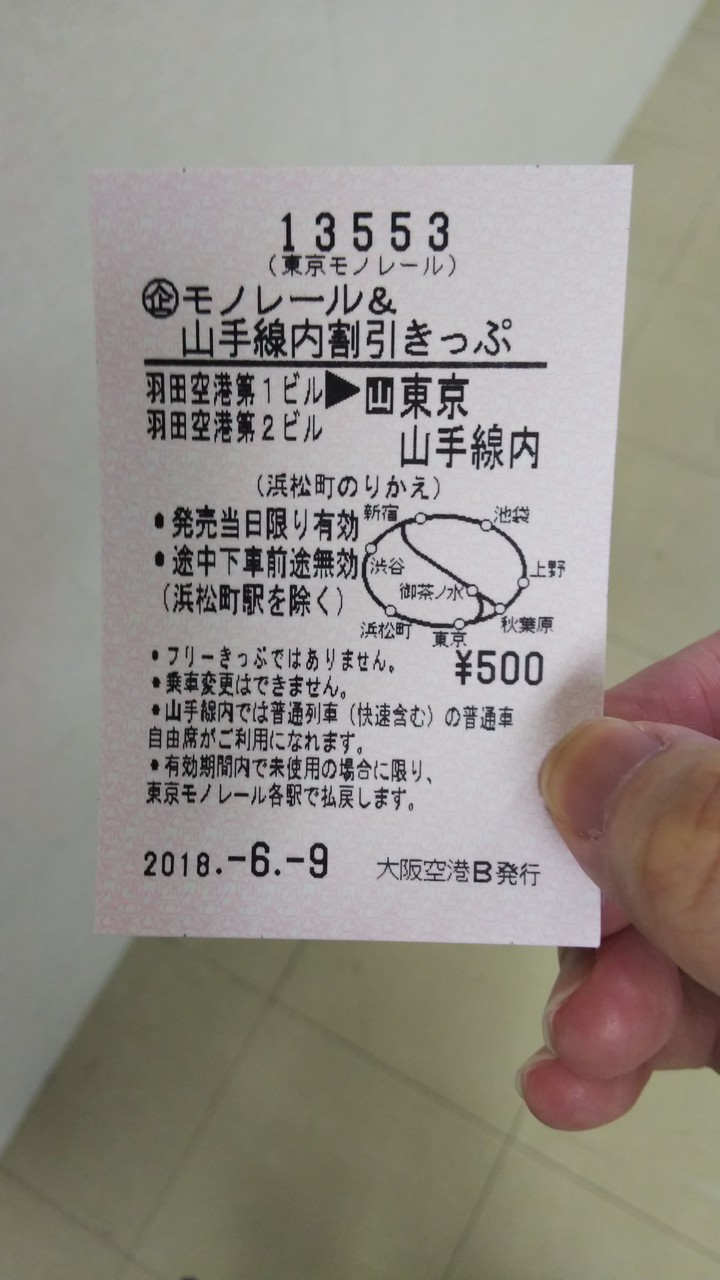 13553
(東京モノレール)
㊭モノレール&
山手線内割引きっぷ
羽田空港第1ビル▶山東京
羽田空港第2ビル
山手線内
(浜松町のりかえ)
•発売当日限り有効
•途中下車前途無効
(浜松町駅を除く)
新宿
池袋
渋谷
上野
御茶ノ水
浜松町
東京
秋葉原
¥500
•フリーきっぷではありません。
•乗車変更はできません。
•山手線内では普通列車(快速含む)の普通車
自由席がご利用になれます。
•有効期間内で未使用の場合に限り、
東京モノレール各駅で払戻します。
2018.-6.-9 大阪空港B発行